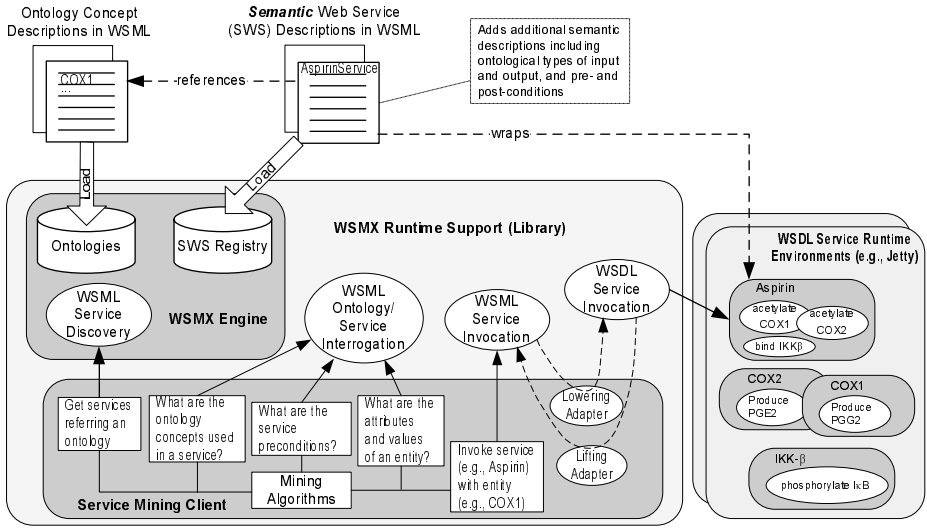 Ontology Concept
Descriptions in WSML
Semantic Web Service
(SWS) Descriptions in WSML
Adds additional semantic
descriptions including
ontological types of input
and output, and pre- and
post-conditions
COX1
...
references
AspirinService
wraps
Load
Load
Ontologies
SWS Registry
WSMX Runtime Support (Library)
WSML
Service
Discovery
WSMX Engine
WSML
Ontology/
Service
Interrogation
WSML
Service
Invocation
WSDL
Service
Invocation
WSDL Service Runtime
Environments (e.g., Jetty)
Aspirin
acetylate
COX1
acetylate
COX2
bind IKKβ
COX2
Produce
PGE2
COX1
Produce
PGG2
IKK-β
phosphorylate IκB
Get services
referring an
ontology
What are the
ontology
concepts used
in a service?
What are the
service
preconditions?
What are the
attributes
and values
of an entity?
Invoke service
(e.g., Aspirin)
with entity
(e.g., COX1)
Lowering
Adapter
Lifting
Adapter
Mining
Algorithms
Service Mining Client